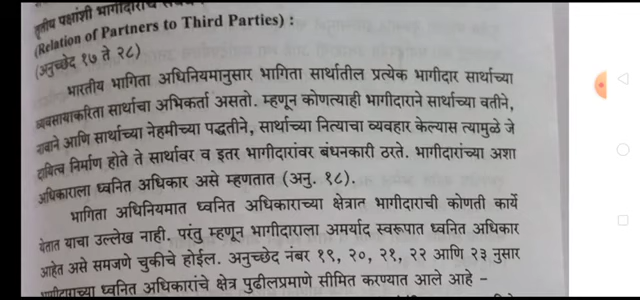 तृतीय पक्षांशी भागीदारांचे
(Relation of Partners to Third Parties) :
(अनुच्छेद १७ ते २८)
भारतीय भागिता अधिनियमानुसार भागिता सार्थातील प्रत्येक भागीदार सार्थाच्या
व्यवसायाकरिता सार्थाचा अभिकर्ता असतो. म्हणून कोणत्याही भागीदाराने सार्थाच्या वतीने,
नावाने आणि सार्थाच्या नेहमीच्या पद्धतीने, सार्थाच्या नित्याचा व्यवहार केल्यास त्यामुळे जे
दायित्व निर्माण होते ते सार्थावर व इतर भागीदारांवर बंधनकारी ठरते. भागीदारांच्या अशा
अधिकाराला ध्वनित अधिकार असे म्हणतात (अनु. १८).
भागिता अधिनियमात ध्वनित अधिकाराच्या क्षेत्रात भागीदाराची कोणती कार्ये
येतात याचा उल्लेख नाही. परंतु म्हणून भागीदाराला अमर्याद स्वरूपात ध्वनित अधिकार
आहेत असे समजणे चुकीचे होईल. अनुच्छेद नंबर १९, २०, २१, २२ आणि २३ नुसार
भागीदाराच्या ध्वनित अधिकारांचे क्षेत्र पुढीलप्रमाणे सीमित करण्यात आले आहे -